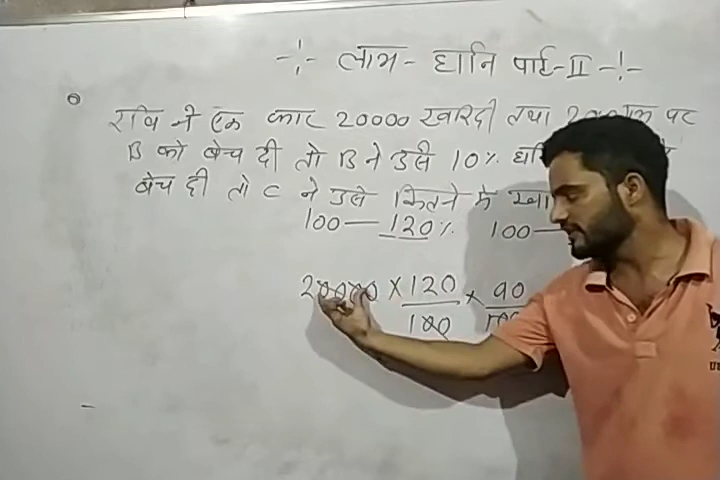 -:- लाभ - हानि पार्ट-II -:-
रवि ने एक कार 20000 खरीदी तथा पर
B को बेच दी तो B ने उसे 10%
बेच दी तो C ने उसे कितने मे
100 — 120% 100 —
20000 × 120/100 × 90/100